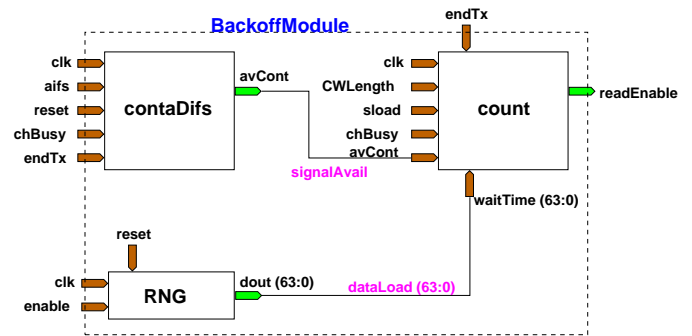 BackoffModule
endTx
clk
aifs
reset
chBusy
endTx
contaDifs
avCont
signalAvail
clk
CWLength
sload
chBusy
avCont
count
readEnable
waitTime (63:0)
reset
clk
enable
RNG
dout (63:0)
dataLoad (63:0)